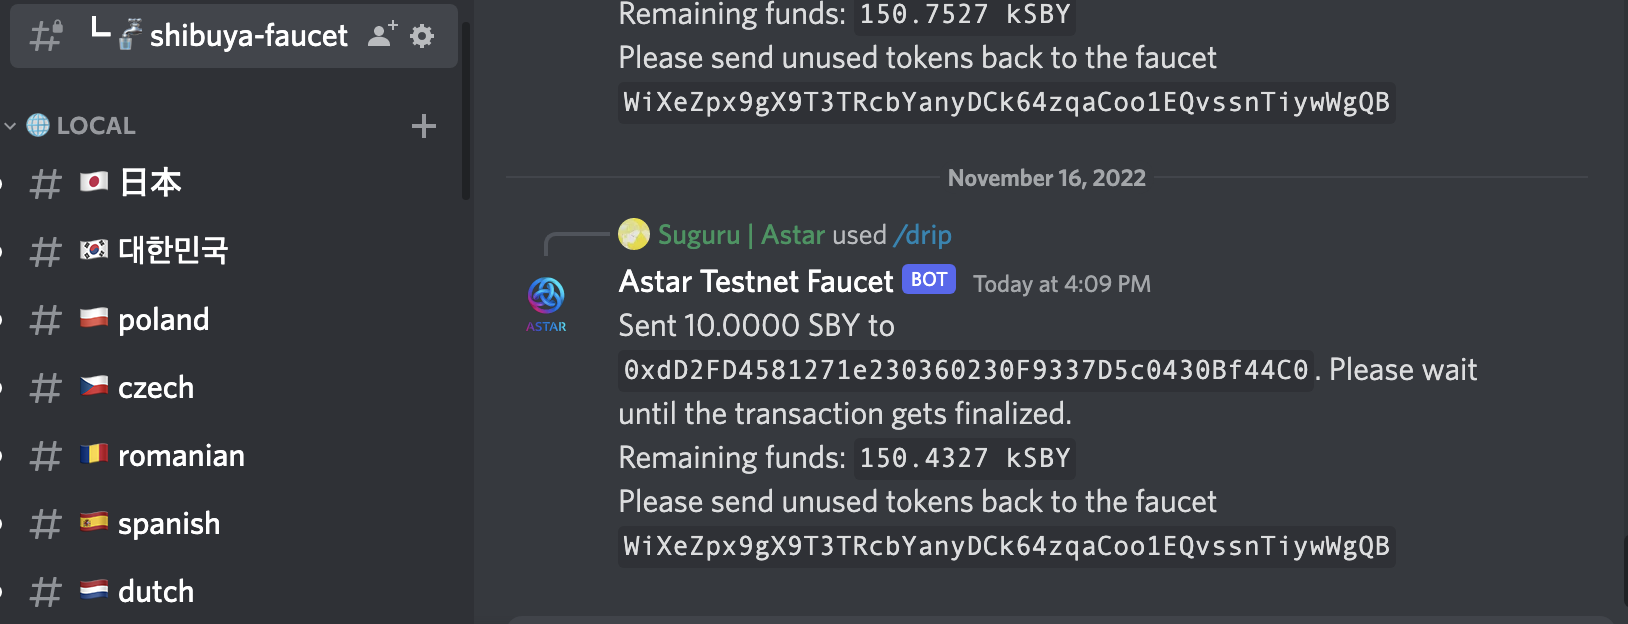 shibuya-faucet
LOCAL
日本
대한민국
poland
czech
romanian
spanish
dutch
Remaining funds: 150.7527 kSBY
Please send unused tokens back to the faucet
WiXeZpx9gX9T3TRcbYanyDCk64zqaCoo1EQvssnTiywWgQB
November 16, 2022
Suguru | Astar used /drip
Astar Testnet Faucet BOT Today at 4:09 PM
ASTAR
Sent 10.0000 SBY to
0xdD2FD4581271e230360230F9337D5c0430Bf44C0. Please wait
until the transaction gets finalized.
Remaining funds: 150.4327 kSBY
Please send unused tokens back to the faucet
WiXeZpx9gX9T3TRcbYanyDCk64zqaCoo1EQvssnTiywWgQB